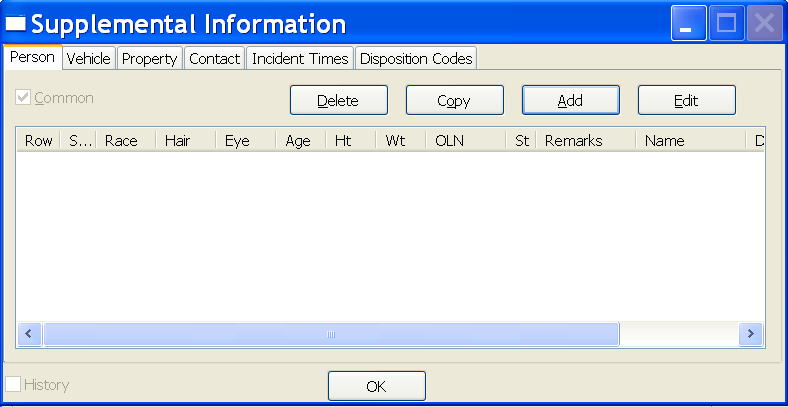 Supplemental Information
Person Vehicle Property Contact Incident Times Disposition Codes
Common Delete Copy Add Edit
Row S... Race Hair Eye Age Ht Wt OLN St Remarks Name D
History OK